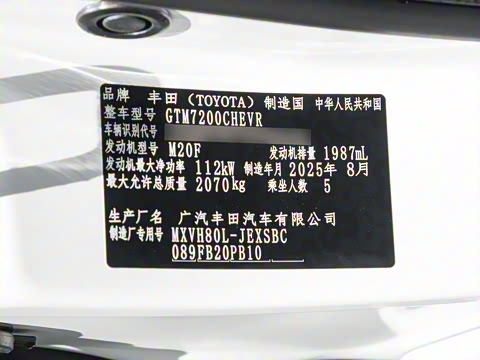 品牌 丰田（TOYOTA）制造国 中华人民共和国
整车型号 GTM7200CHEVR
车辆识别代号
发动机型号 M20F 发动机排量 1987mL
发动机最大净功率 112kW 制造年月 2025年 8月
最大允许总质量 2070kg 乘坐人数 5
生产厂名 广汽丰田汽车有限公司
制造厂专用号 MXVH80L-JEXSBC
089FB20PB10